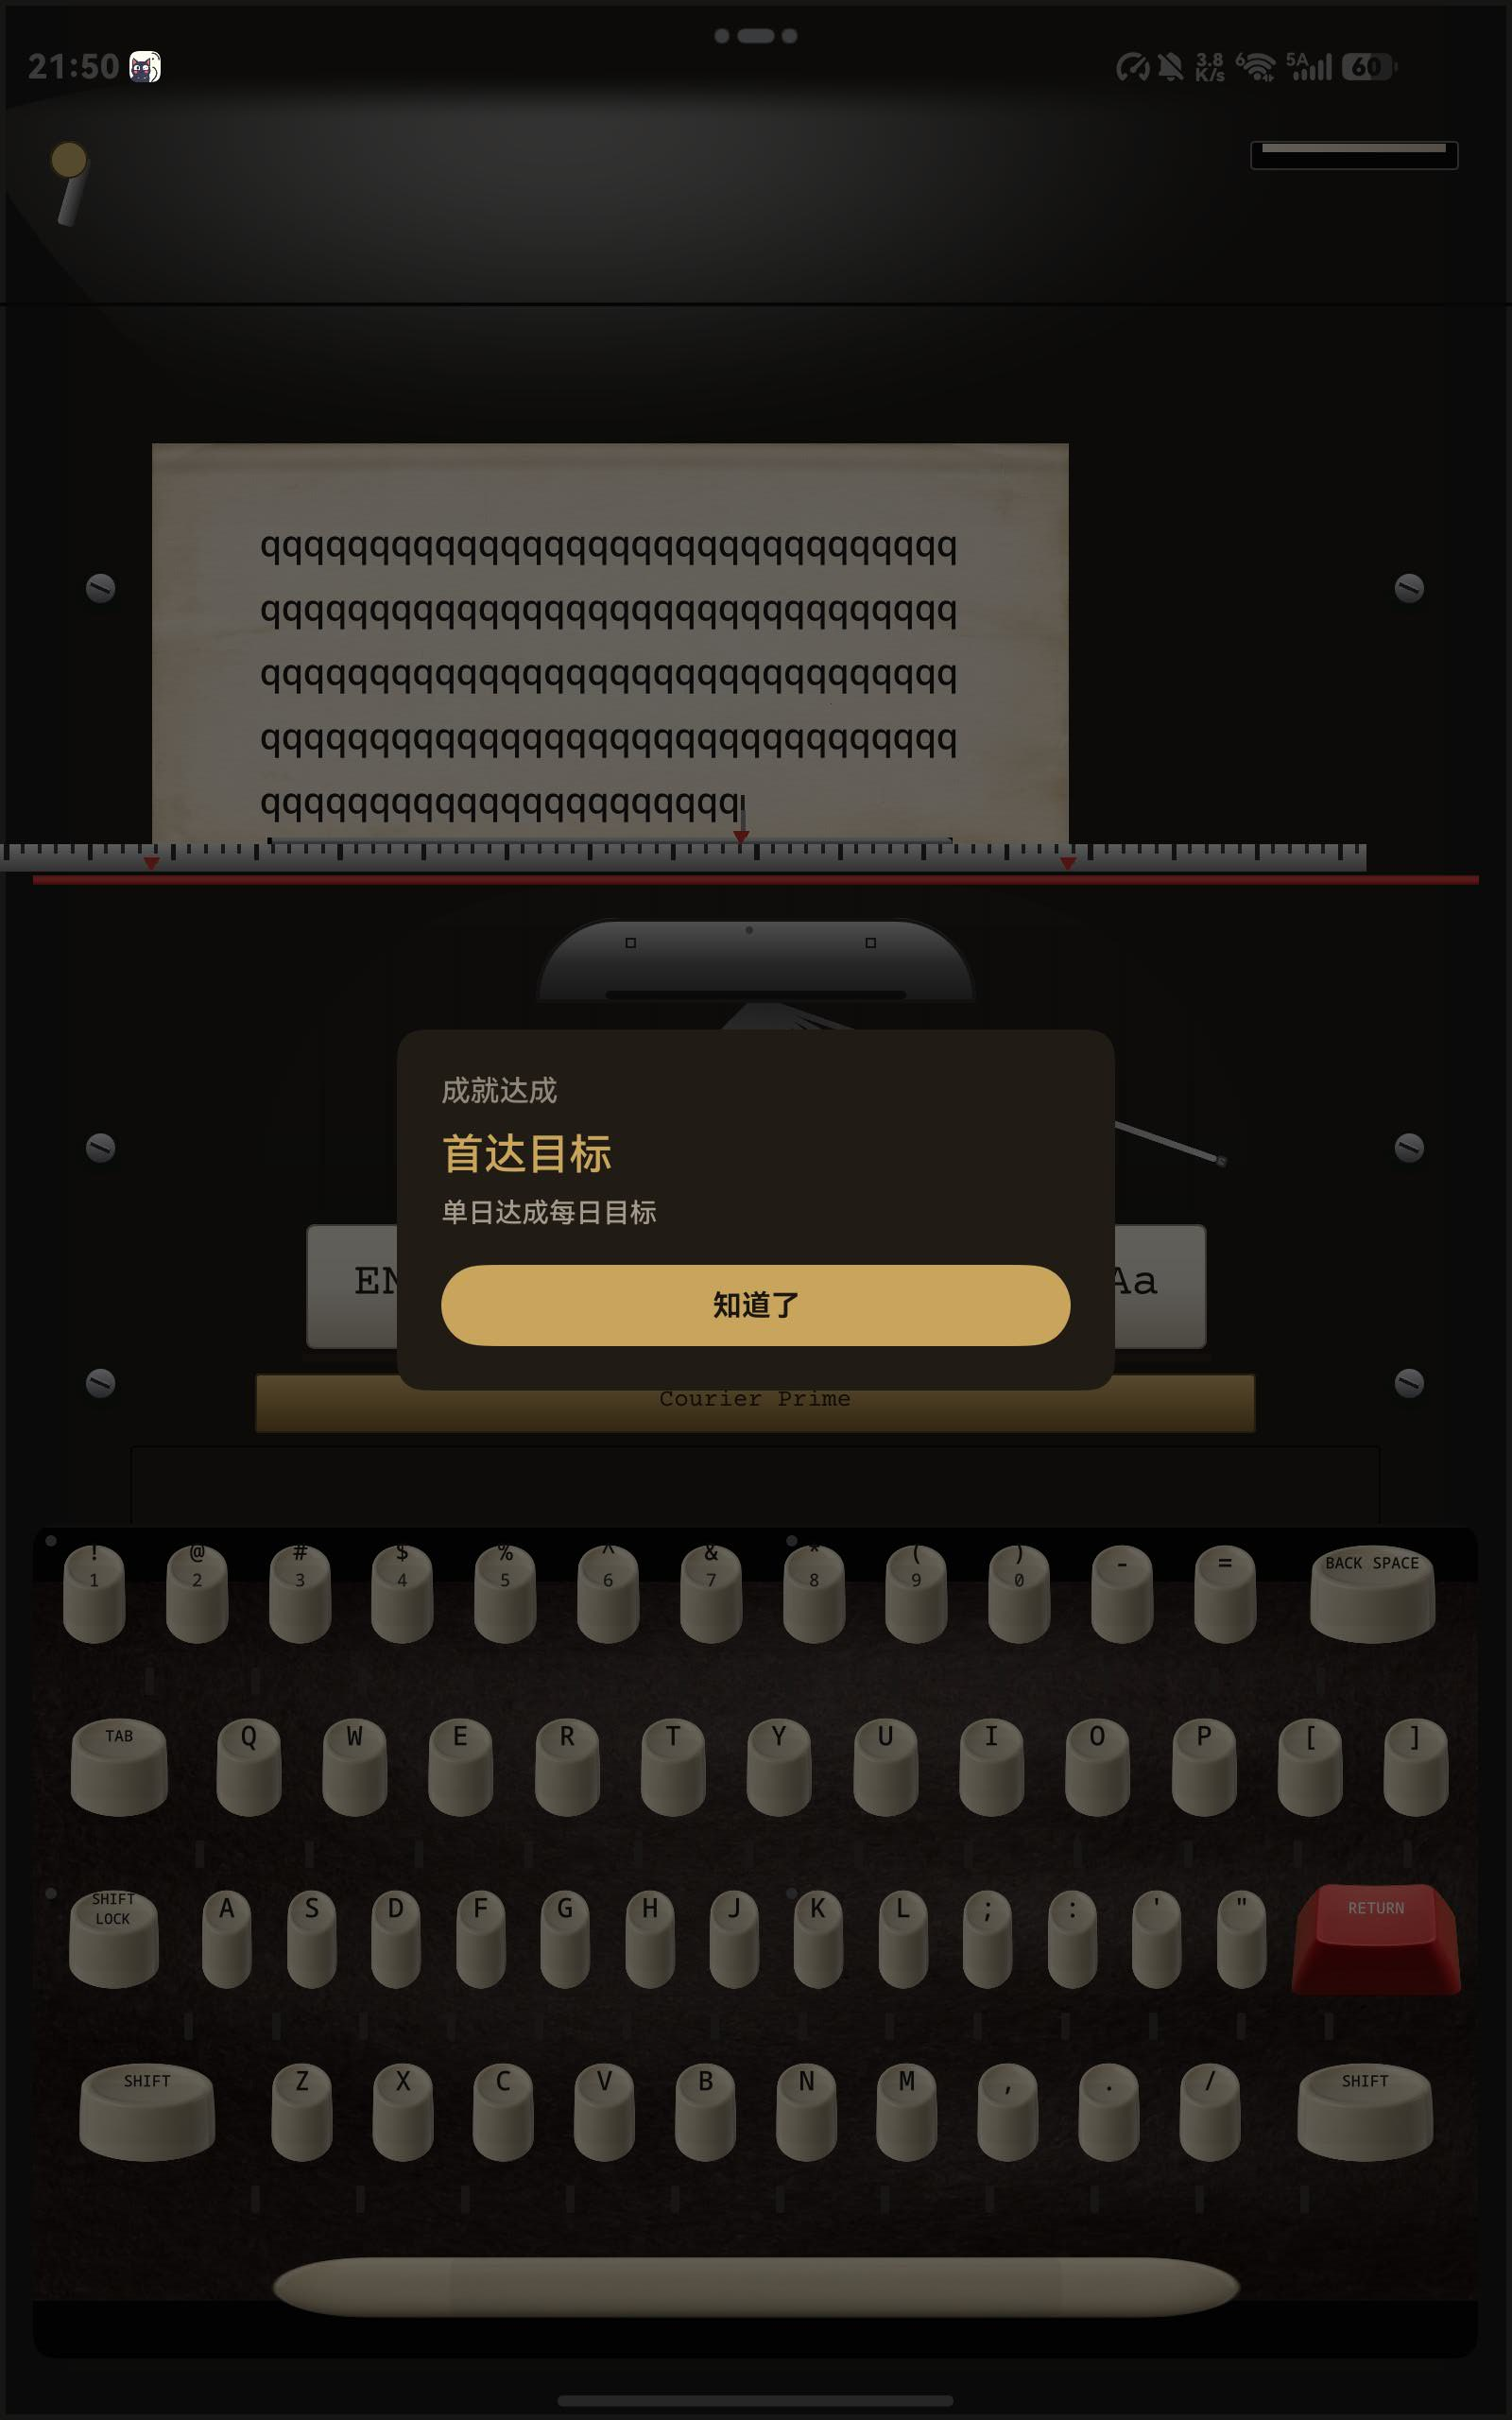 21:50
3.8 K/s
6
5A
60
qqqqqqqqqqqqqqqqqqqqqqqqqqqqqqqq
qqqqqqqqqqqqqqqqqqqqqqqqqqqqqqqq
qqqqqqqqqqqqqqqqqqqqqqqqqqqqqqqq
qqqqqqqqqqqqqqqqqqqqqqqqqqqqqqqq
qqqqqqqqqqqqqqqqqqqqqq
成就达成
首达目标
单日达成每日目标
EN Aa
知道了
Courier Prime
! @ # $ % ^ & * ( ) - = BACK SPACE
1 2 3 4 5 6 7 8 9 0
TAB Q W E R T Y U I O P [ ]
SHIFT LOCK A S D F G H J K L ; : ' " RETURN
SHIFT Z X C V B N M , . / SHIFT